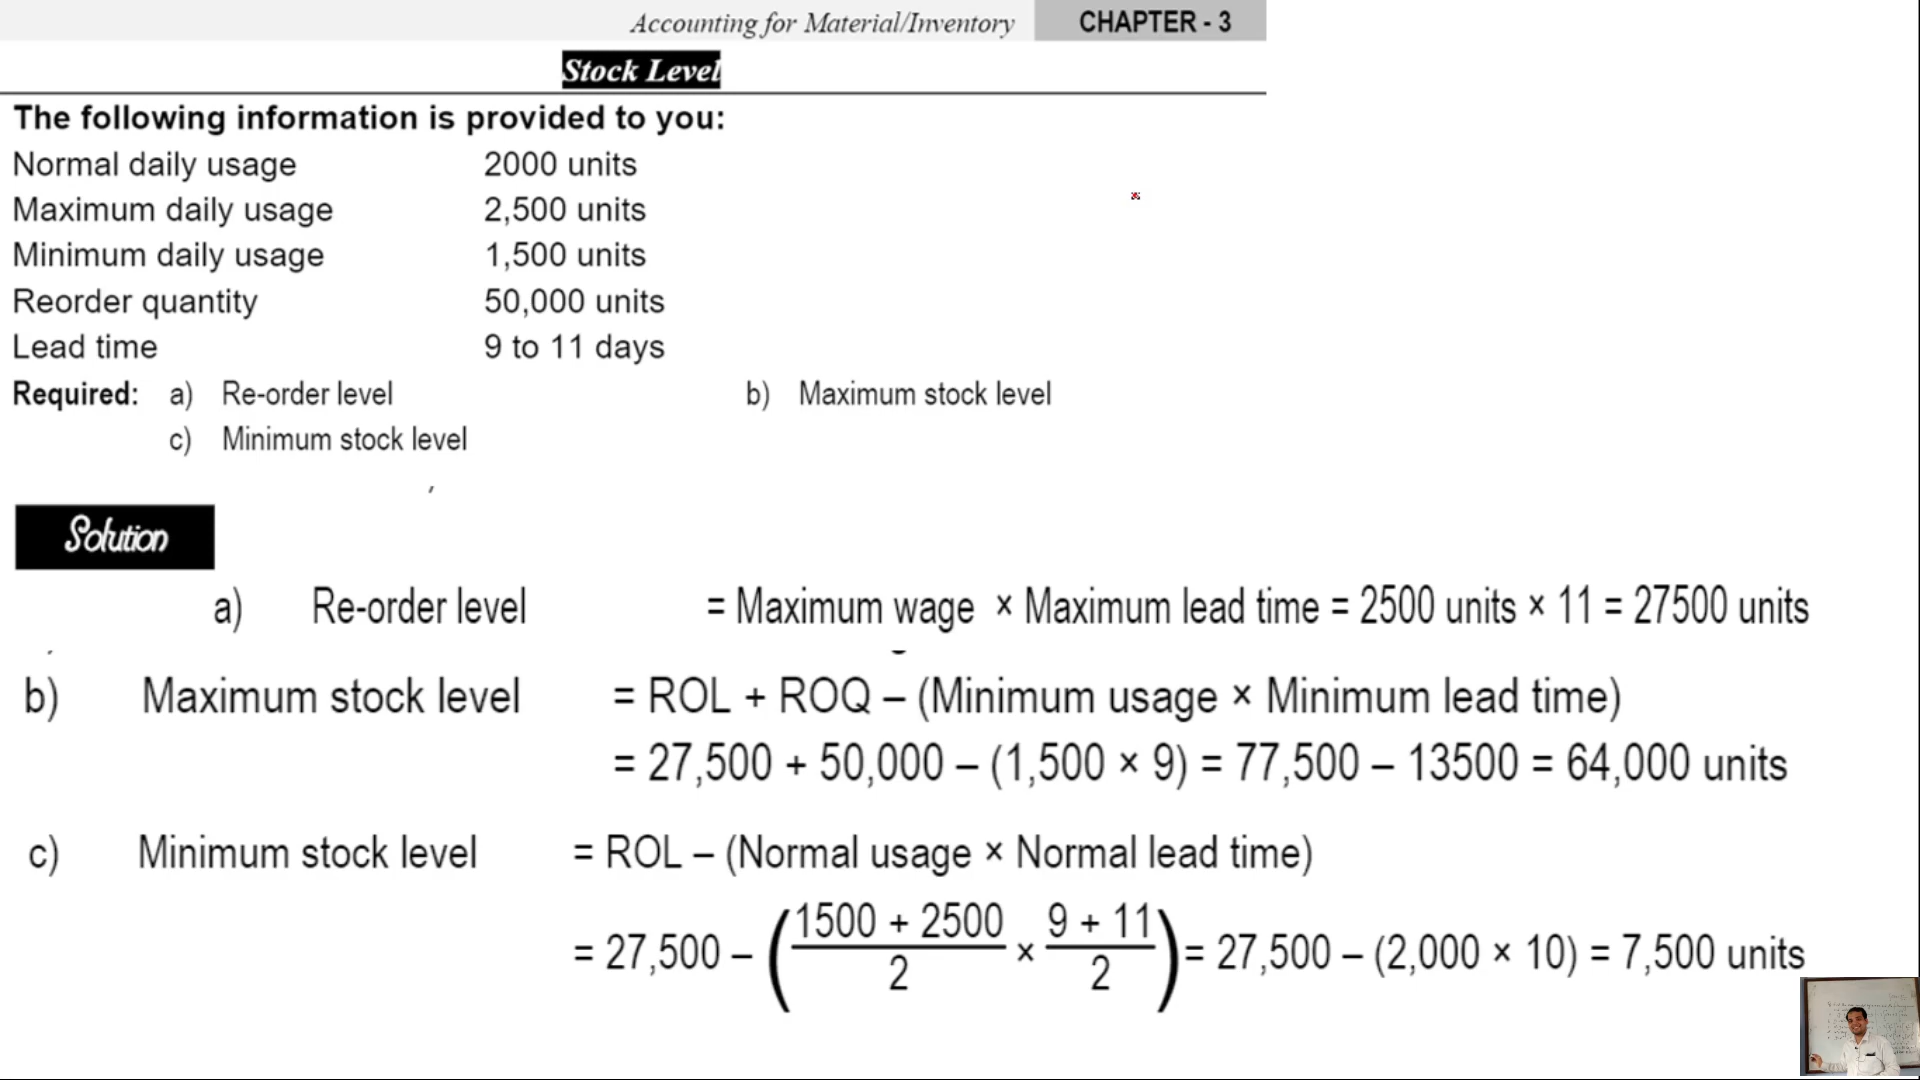 Accounting for Material/Inventory CHAPTER - 3
Stock Level
The following information is provided to you:
Normal daily usage 2000 units
Maximum daily usage 2,500 units
Minimum daily usage 1,500 units
Reorder quantity 50,000 units
Lead time 9 to 11 days
Required: a) Re-order level b) Maximum stock level
c) Minimum stock level
Solution
a) Re-order level = Maximum wage × Maximum lead time = 2500 units × 11 = 27500 units
b) Maximum stock level = ROL + ROQ – (Minimum usage × Minimum lead time)
= 27,500 + 50,000 – (1,500 × 9) = 77,500 – 13500 = 64,000 units
c) Minimum stock level = ROL – (Normal usage × Normal lead time)
= 27,500 – ((1500 + 2500)/2 × (9 + 11)/2) = 27,500 – (2,000 × 10) = 7,500 units